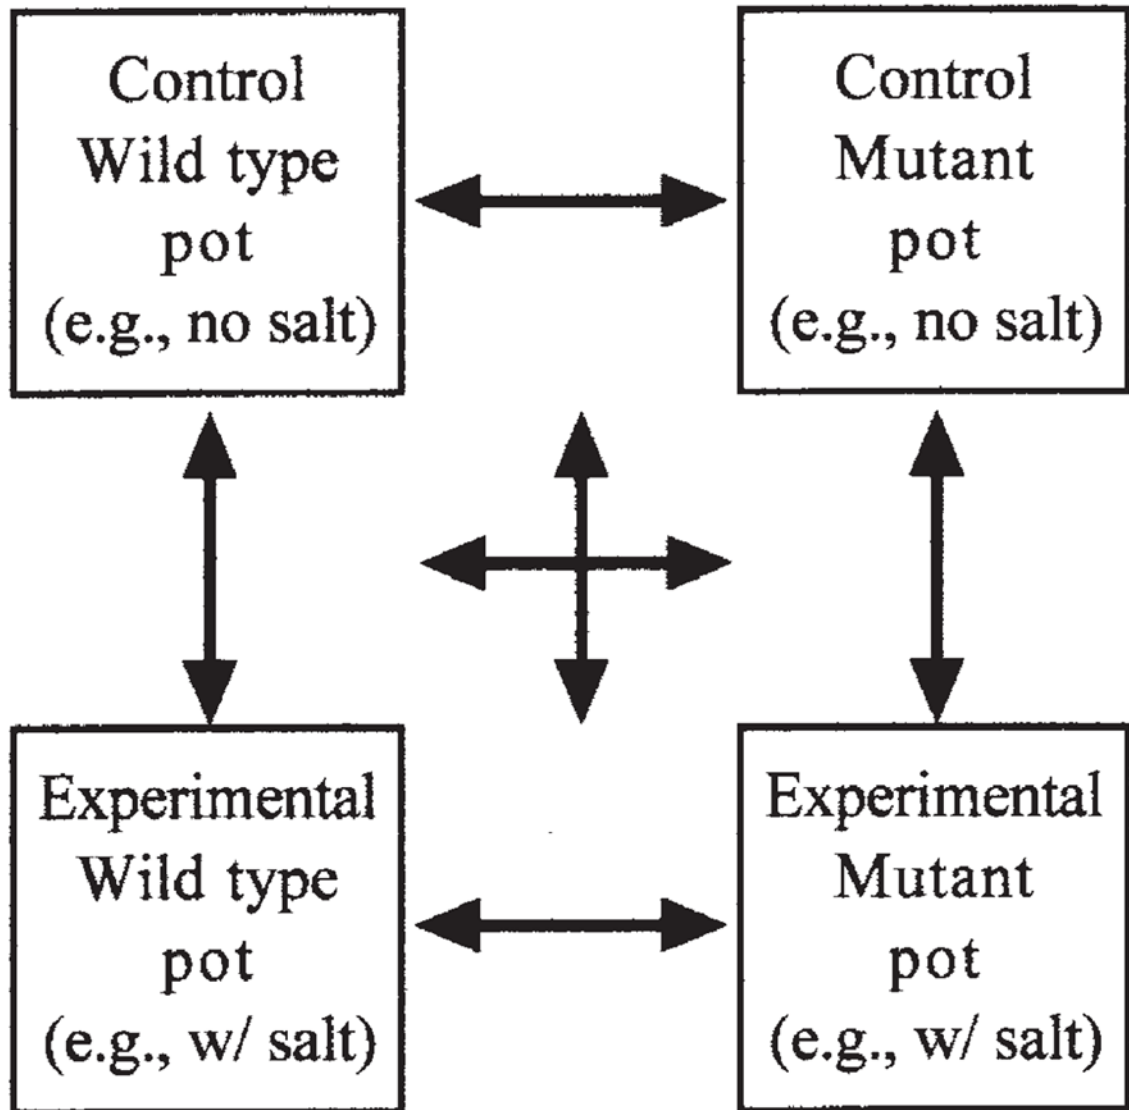 Control
Wild type
pot
(e.g., no salt)
Control
Mutant
pot
(e.g., no salt)
Experimental
Wild type
pot
(e.g., w/ salt)
Experimental
Mutant
pot
(e.g., w/ salt)